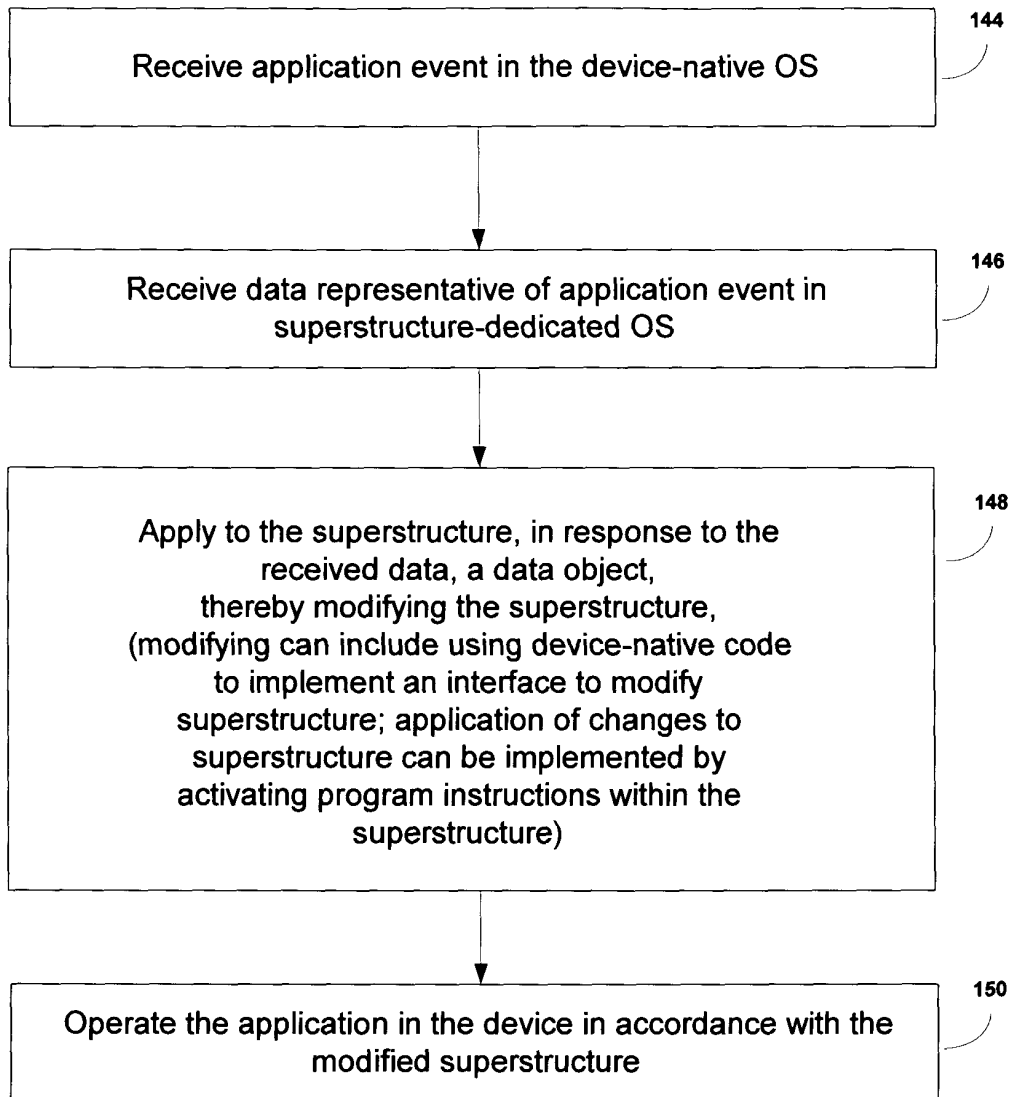 144
Receive application event in the device-native OS
146
Receive data representative of application event in
superstructure-dedicated OS
148
Apply to the superstructure, in response to the
received data, a data object,
thereby modifying the superstructure,
(modifying can include using device-native code
to implement an interface to modify
superstructure; application of changes to
superstructure can be implemented by
activating program instructions within the
superstructure)
150
Operate the application in the device in accordance with the
modified superstructure